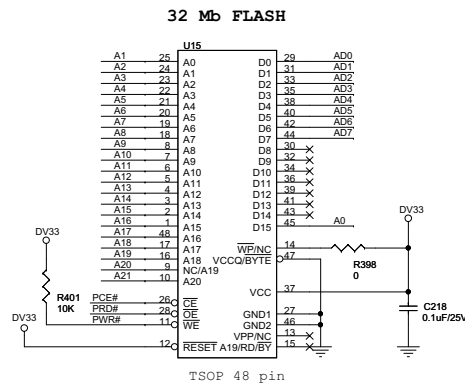 32 Mb FLASH
U15
A1 25 A0 D0 29 AD0
A2 24 A1 D1 31 AD1
A3 23 A2 D2 33 AD2
A4 22 A3 D3 35 AD3
A5 21 A4 D4 38 AD4
A6 20 A5 D5 40 AD5
A7 19 A6 D6 42 AD6
A8 18 A7 D7 44 AD7
A9 8 A8 D8 30
A10 7 A9 D9 32
A11 6 A10 D10 34
A12 5 A11 D11 36
A13 4 A12 D12 39
A14 3 A13 D13 41
A15 2 A14 D14 43
A16 1 A15 D15 45 A0
DV33
A17 48 A16
DV33
A18 17 A17 WP/NC 14
A19 16 A18 VCCQ/BYTE 47
A20 9 NC/A19
R398
0
A21 10 A20
VCC 37
R401
10K
PCE# 26 CE
PRD# 28 OE GND1 27
PWR# 11 WE GND2 46
C218
0.1uF/25V
DV33
VPP/NC 13
12 RESET A19/RD/BY 15
TSOP 48 pin